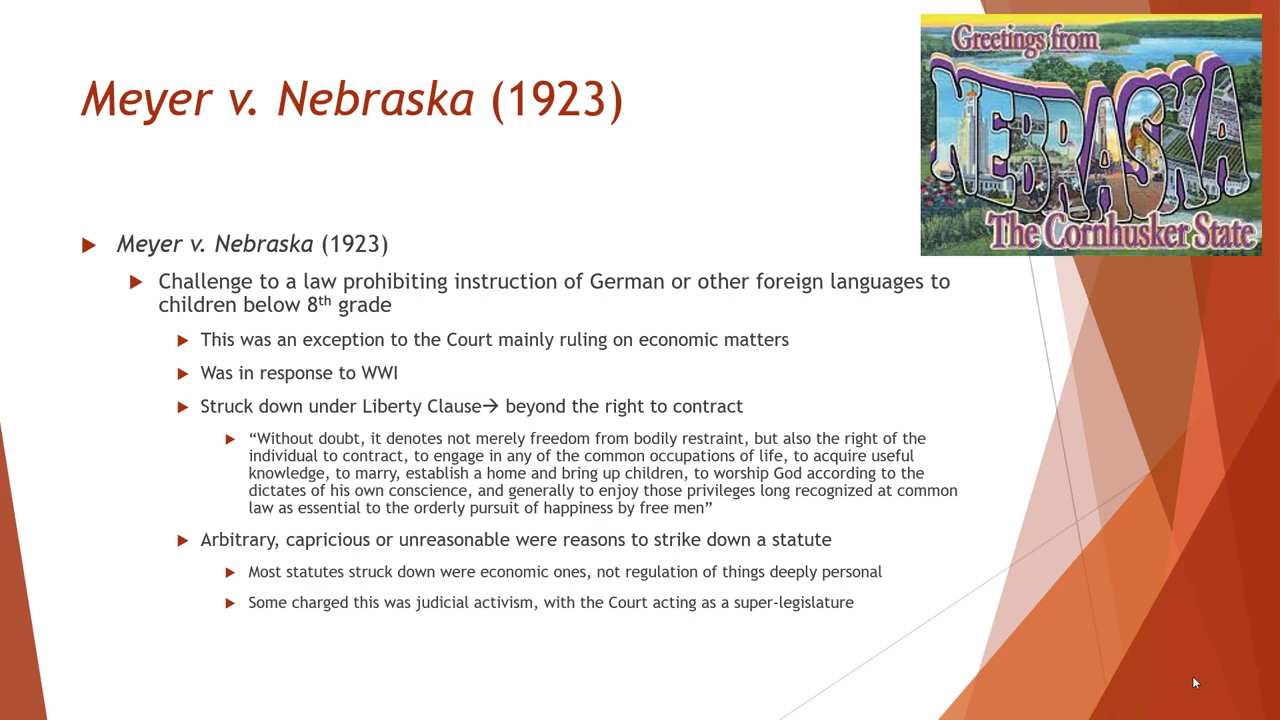 Greetings from
NEBRASKA
The Cornhusker State
Meyer v. Nebraska (1923)
Meyer v. Nebraska (1923)
Challenge to a law prohibiting instruction of German or other foreign languages to
children below 8th grade
This was an exception to the Court mainly ruling on economic matters
Was in response to WWI
Struck down under Liberty Clause→ beyond the right to contract
“Without doubt, it denotes not merely freedom from bodily restraint, but also the right of the
individual to contract, to engage in any of the common occupations of life, to acquire useful
knowledge, to marry, establish a home and bring up children, to worship God according to the
dictates of his own conscience, and generally to enjoy those privileges long recognized at common
law as essential to the orderly pursuit of happiness by free men”
Arbitrary, capricious or unreasonable were reasons to strike down a statute
Most statutes struck down were economic ones, not regulation of things deeply personal
Some charged this was judicial activism, with the Court acting as a super-legislature